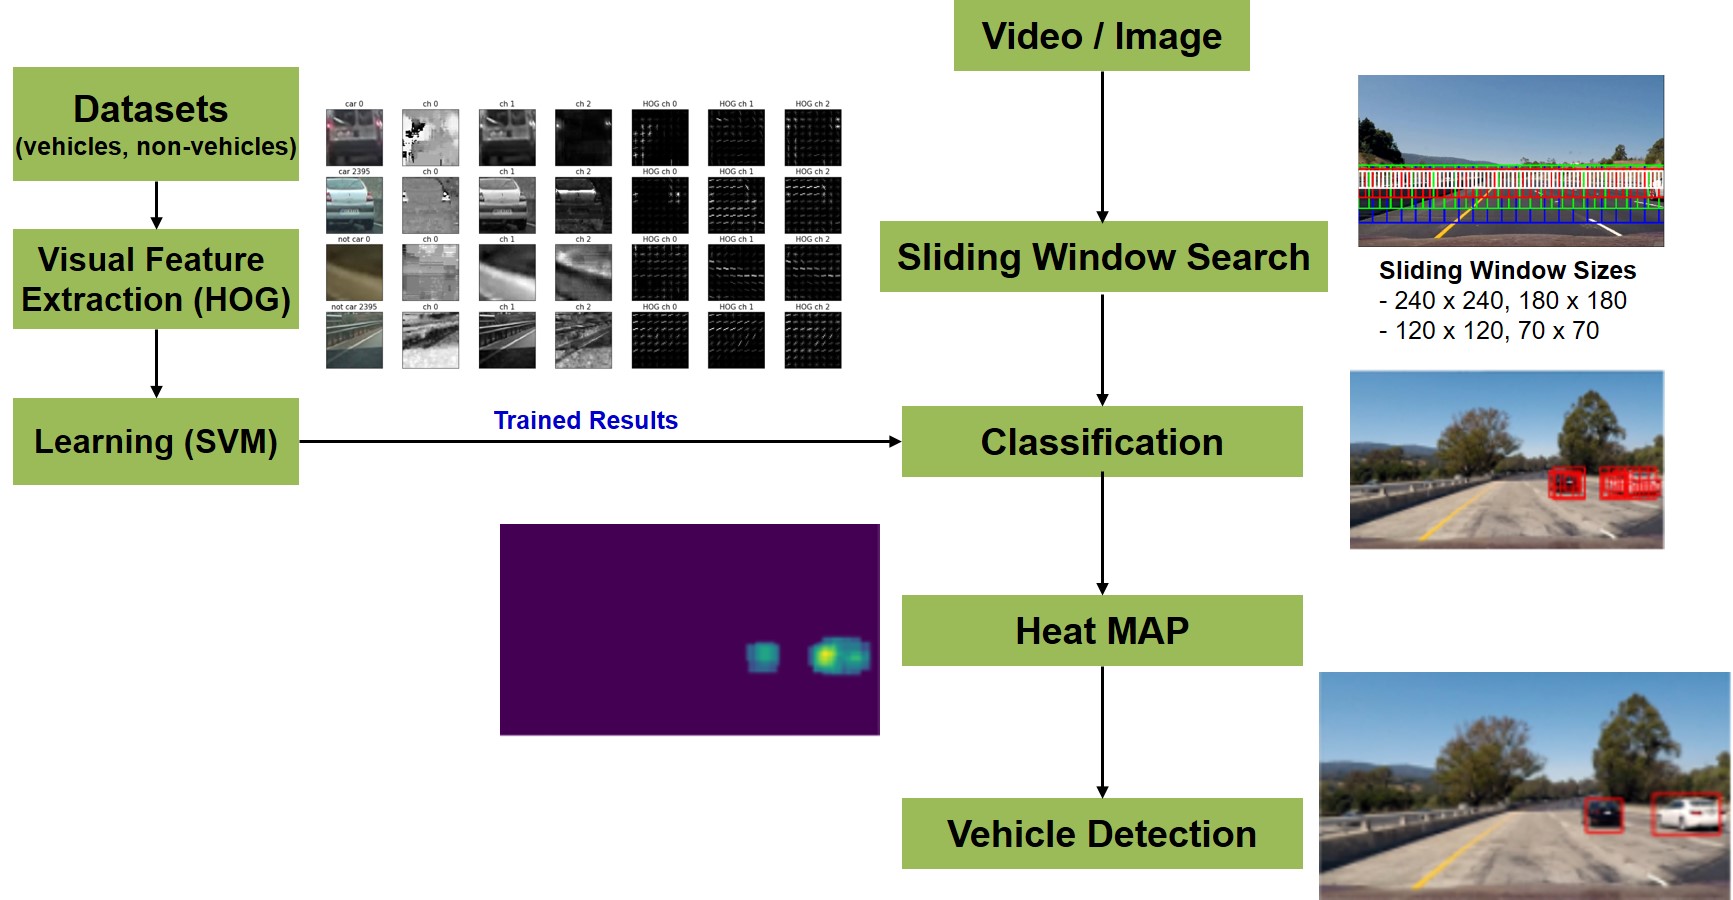 Video / Image
Datasets
(vehicles, non-vehicles)
car 0
ch 0
ch 1
ch 2
HOG ch 0
HOG ch 1
HOG ch 2
car 2395
ch 0
ch 1
ch 2
HOG ch 0
HOG ch 1
HOG ch 2
not car 0
ch 0
ch 1
ch 2
HOG ch 0
HOG ch 1
HOG ch 2
not car 2395
ch 0
ch 1
ch 2
HOG ch 0
HOG ch 1
HOG ch 2
Visual Feature
Extraction (HOG)
Sliding Window Search
Sliding Window Sizes
- 240 x 240, 180 x 180
- 120 x 120, 70 x 70
Learning (SVM)
Trained Results
Classification
Heat MAP
Vehicle Detection